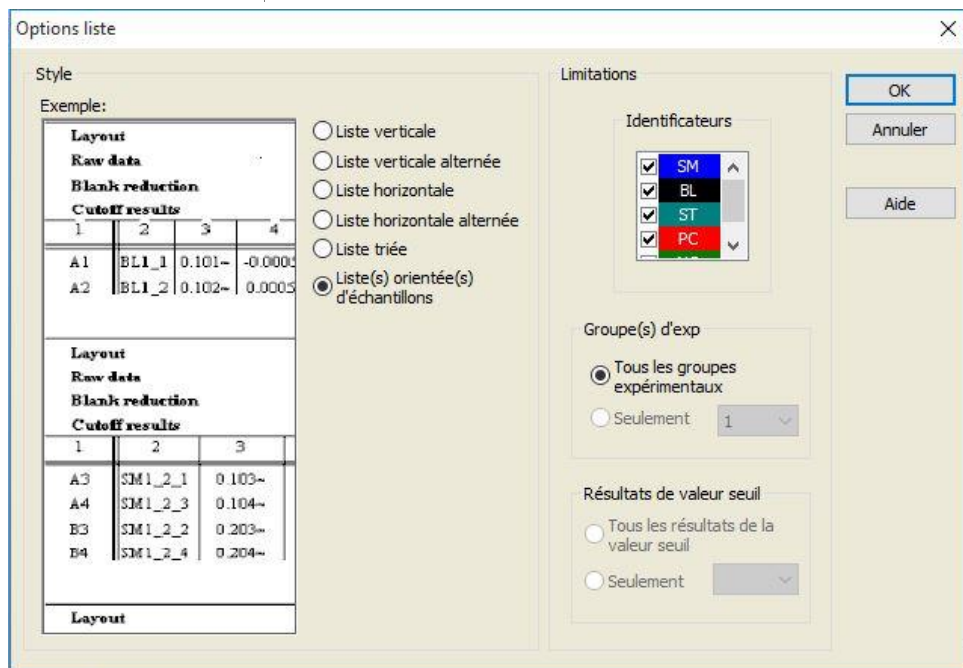 Options liste
Style
Exemple:
Layout
Raw data
Blank reduction
Cutoff results
1 2 3 4
A1 BL1_1 0.101~ -0.0005
A2 BL1_2 0.102~ 0.0005
Layout
Raw data
Blank reduction
Cutoff results
1 2 3
A3 SM1_2_1 0.103~
A4 SM1_2_3 0.104~
B3 SM1_2_2 0.203~
B4 SM1_2_4 0.204~
Layout
Liste verticale
Liste verticale alternée
Liste horizontale
Liste horizontale alternée
Liste triée
Liste(s) orientée(s)
d'échantillons
Limitations
Identificateurs
SM
BL
ST
PC
Groupe(s) d'exp
Tous les groupes
expérimentaux
Seulement 1
Résultats de valeur seuil
Tous les résultats de la
valeur seuil
Seulement
OK
Annuler
Aide